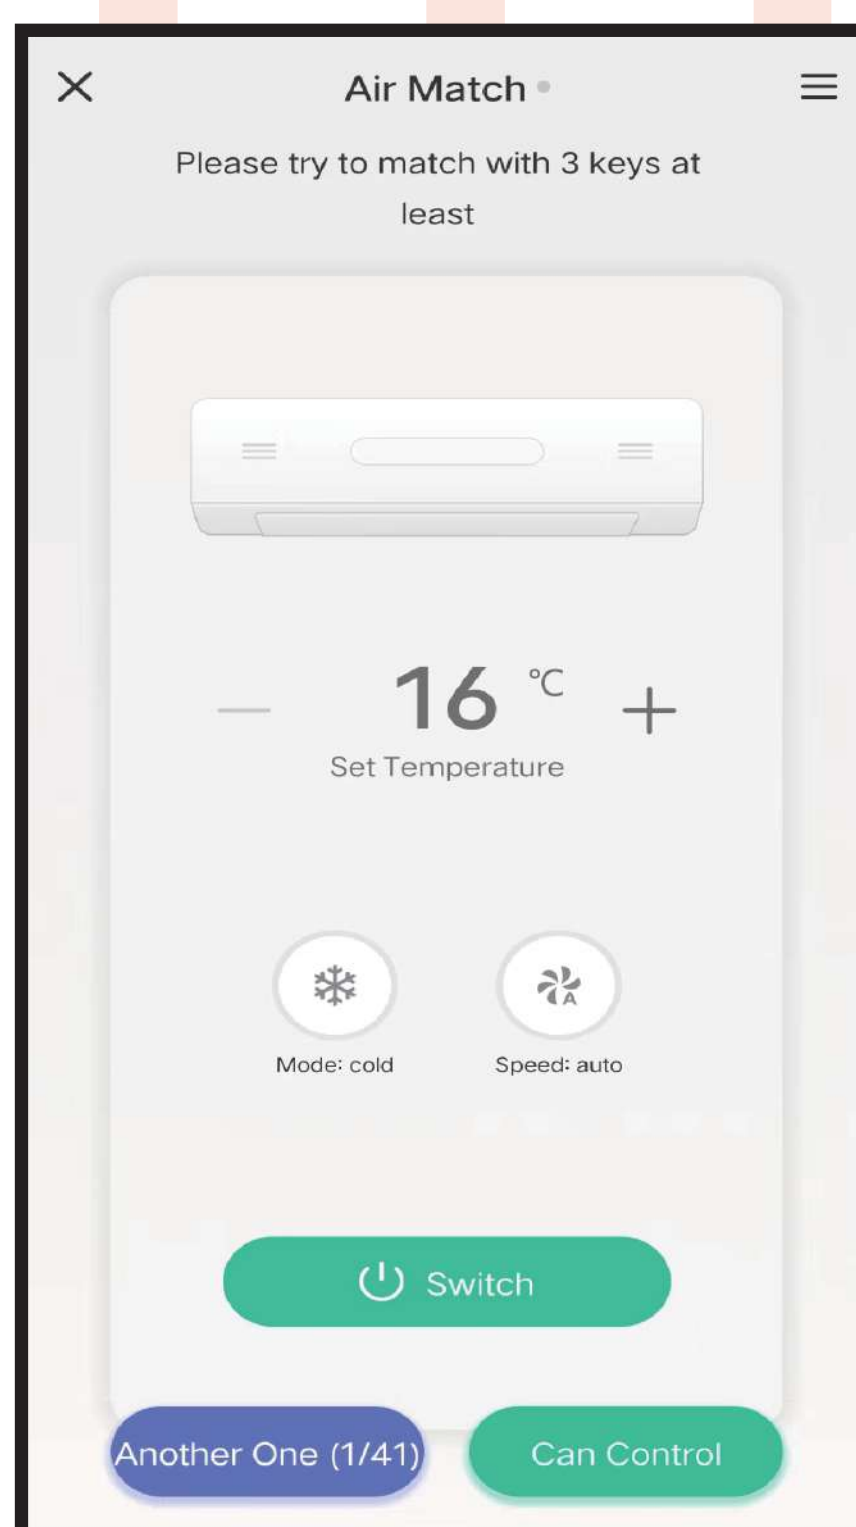 Air Match
Please try to match with 3 keys at
least
16 °C
Set Temperature
Mode: cold
Speed: auto
Switch
Another One (1/41)
Can Control